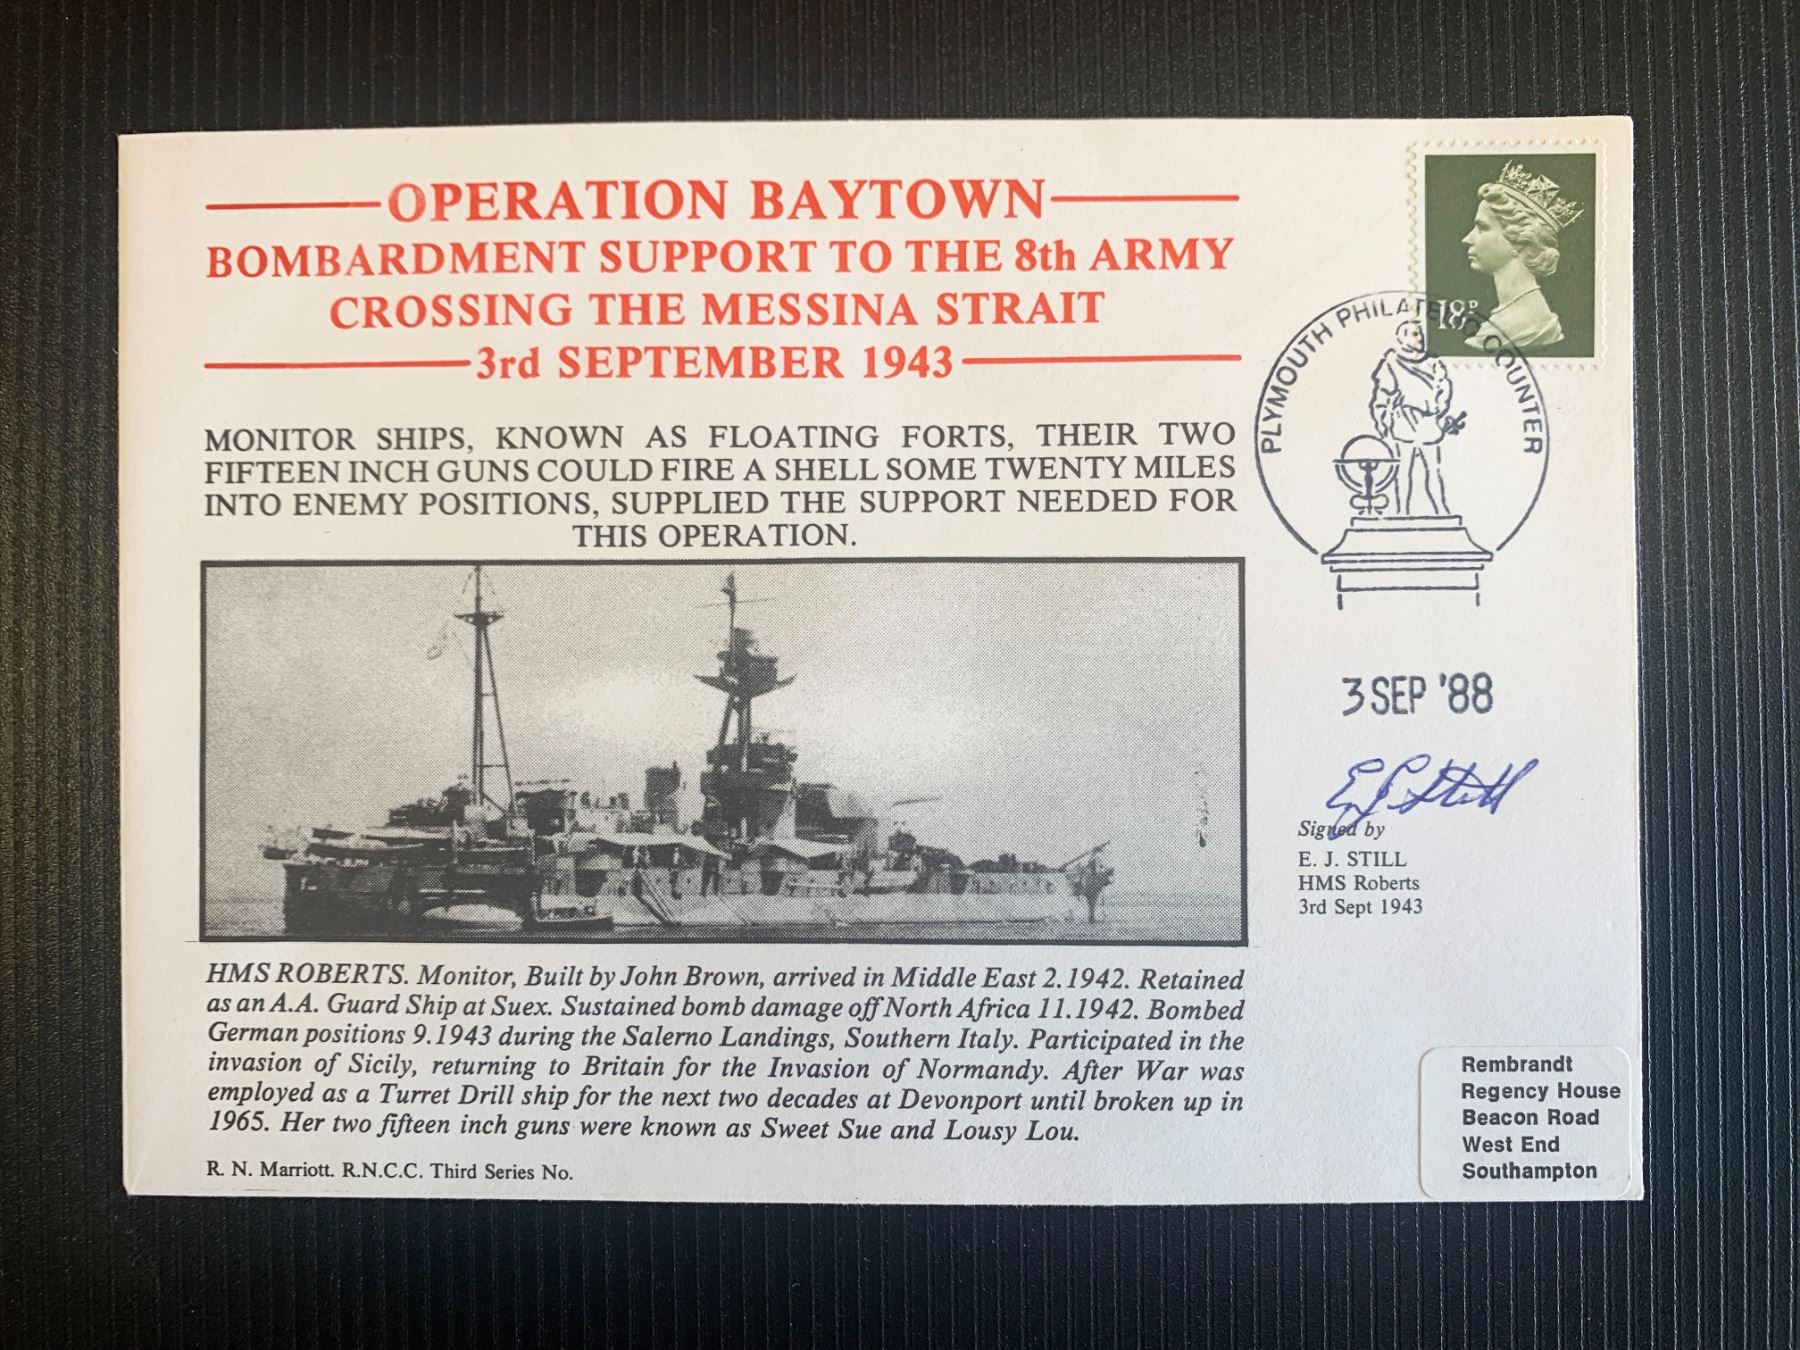 OPERATION BAYTOWN
BOMBARDMENT SUPPORT TO THE 8th ARMY
CROSSING THE MESSINA STRAIT
3rd SEPTEMBER 1943
MONITOR SHIPS, KNOWN AS FLOATING FORTS, THEIR TWO
FIFTEEN INCH GUNS COULD FIRE A SHELL SOME TWENTY MILES
INTO ENEMY POSITIONS, SUPPLIED THE SUPPORT NEEDED FOR
THIS OPERATION.
HMS ROBERTS. Monitor, Built by John Brown, arrived in Middle East 2.1942. Retained
as an A.A. Guard Ship at Suex. Sustained bomb damage off North Africa 11.1942. Bombed
German positions 9.1943 during the Salerno Landings, Southern Italy. Participated in the
invasion of Sicily, returning to Britain for the Invasion of Normandy. After War was
employed as a Turret Drill ship for the next two decades at Devonport until broken up in
1965. Her two fifteen inch guns were known as Sweet Sue and Lousy Lou.
R. N. Marriott. R.N.C.C. Third Series No.
18P
PLYMOUTH PHILATELIC COUNTER
3 SEP '88
E J Still
Signed by
E. J. STILL
HMS Roberts
3rd Sept 1943
Rembrandt
Regency House
Beacon Road
West End
Southampton